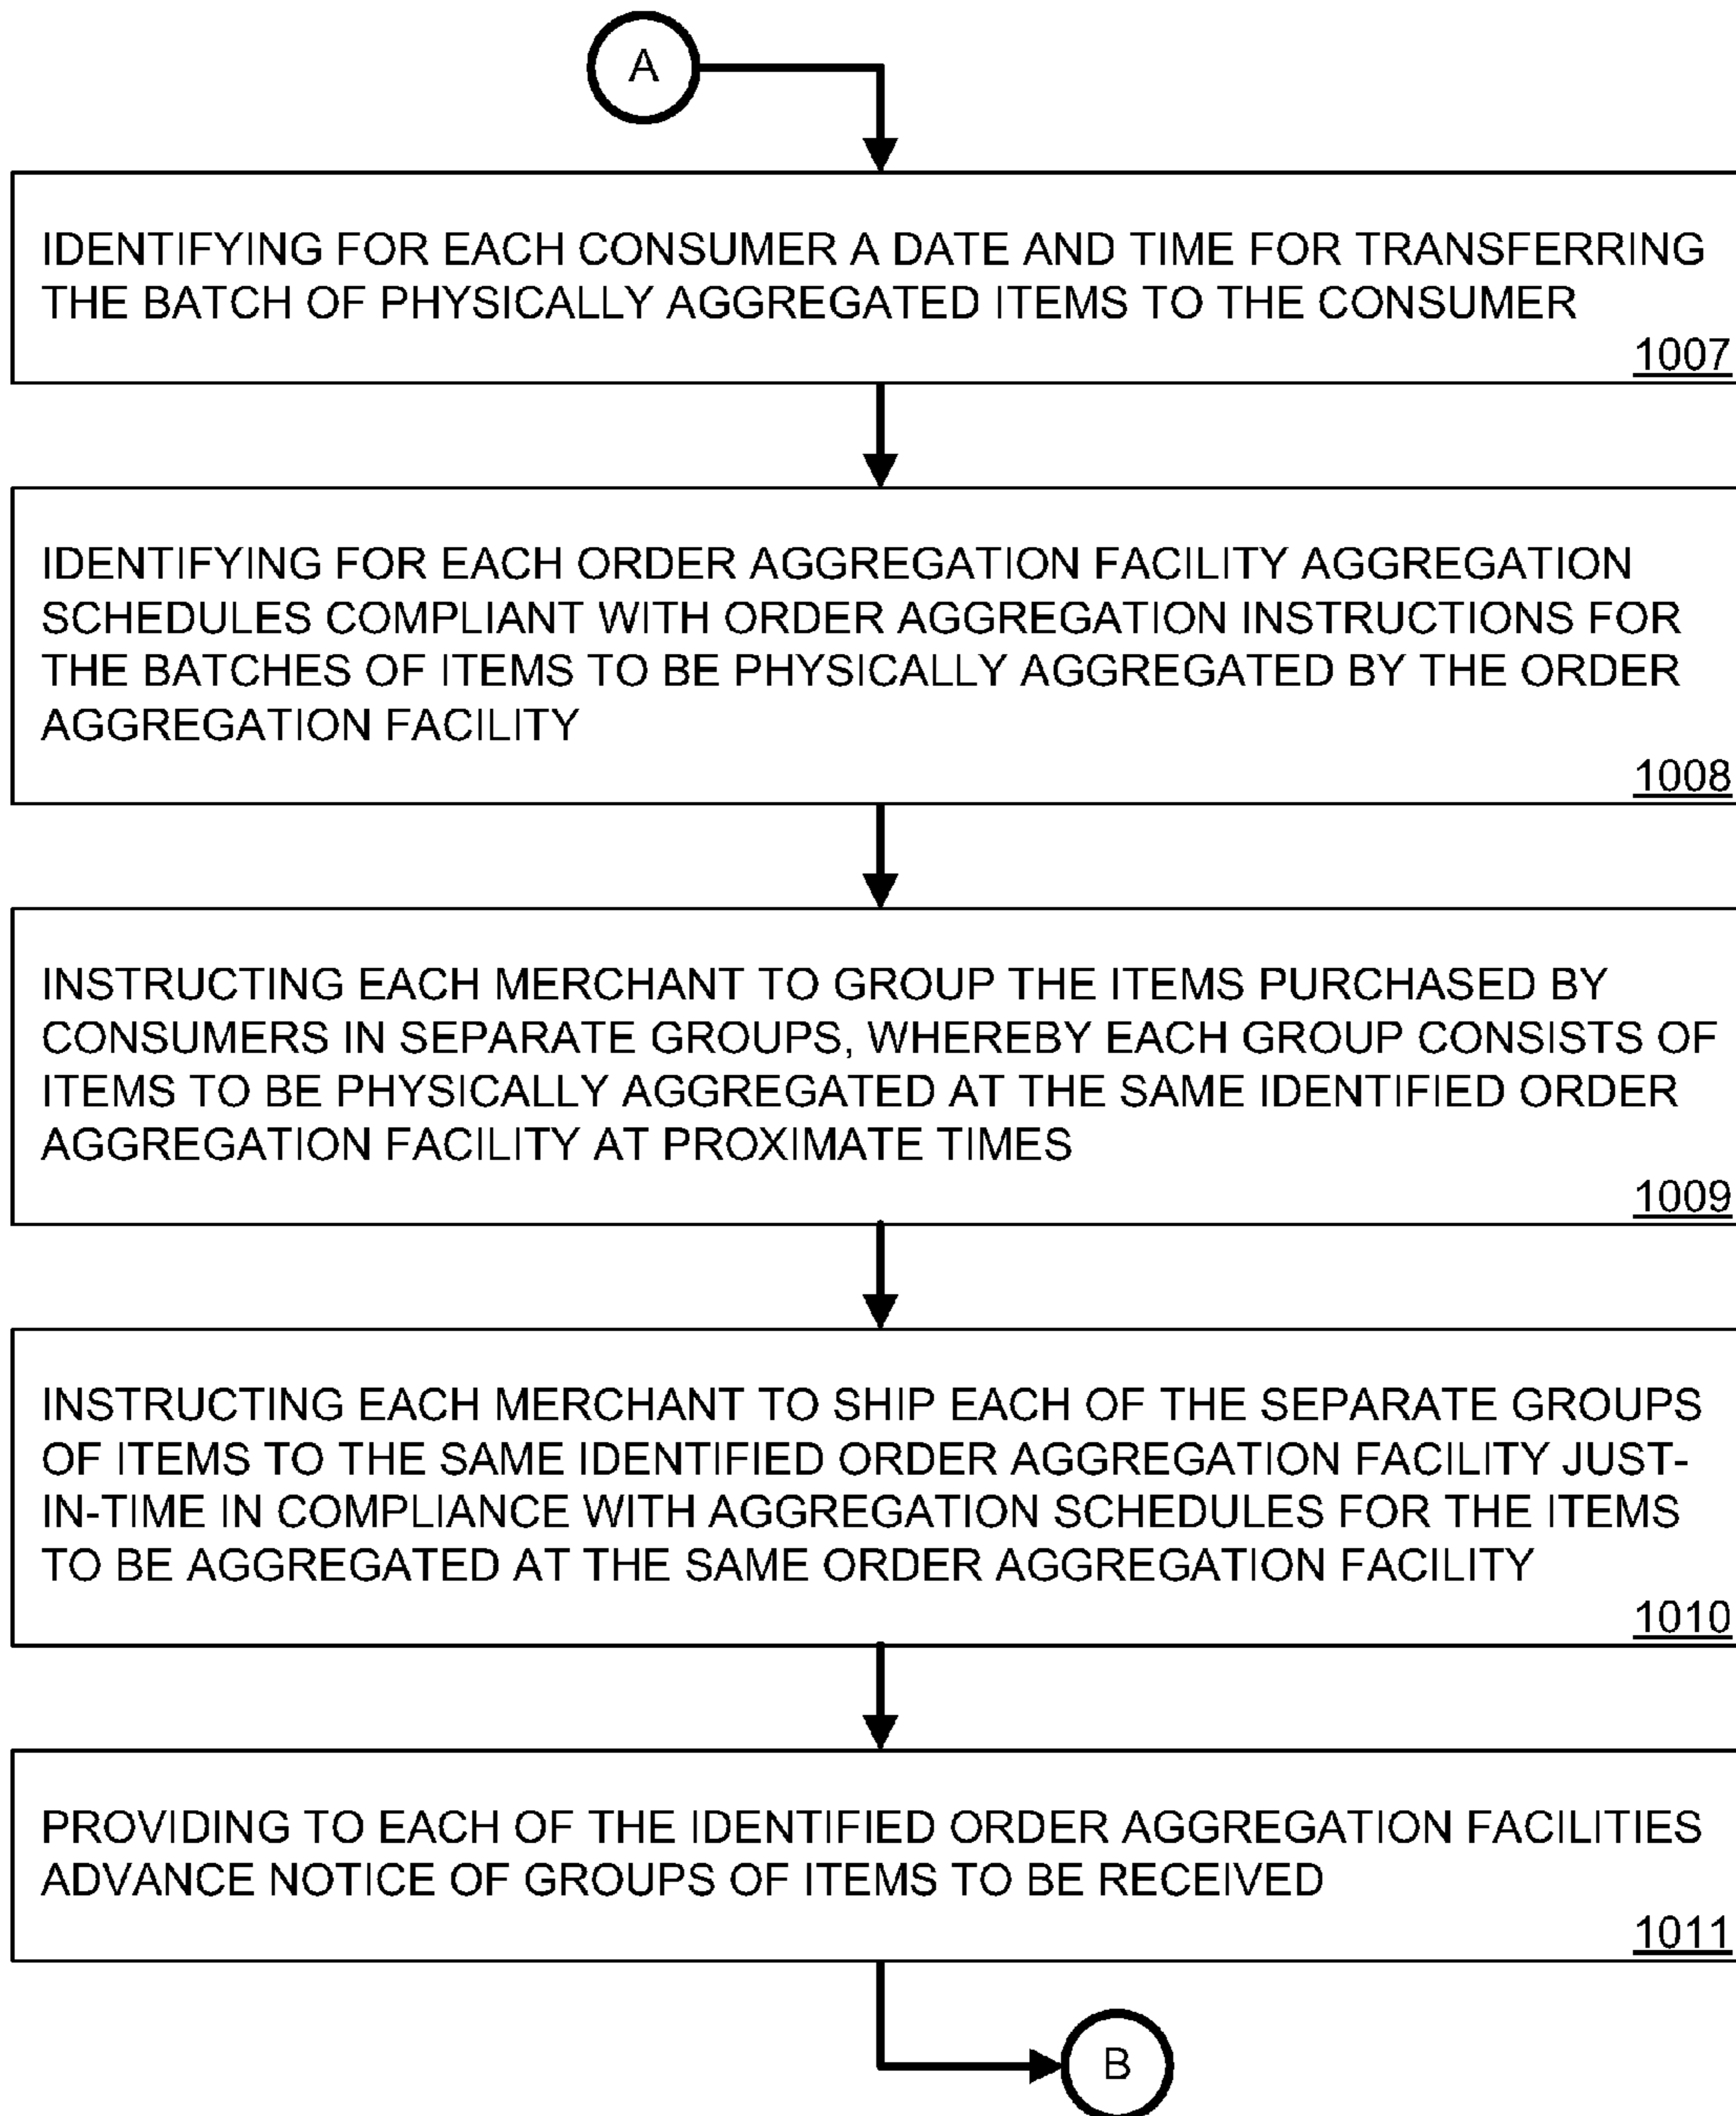 A
IDENTIFYING FOR EACH CONSUMER A DATE AND TIME FOR TRANSFERRING
THE BATCH OF PHYSICALLY AGGREGATED ITEMS TO THE CONSUMER
1007
IDENTIFYING FOR EACH ORDER AGGREGATION FACILITY AGGREGATION
SCHEDULES COMPLIANT WITH ORDER AGGREGATION INSTRUCTIONS FOR
THE BATCHES OF ITEMS TO BE PHYSICALLY AGGREGATED BY THE ORDER
AGGREGATION FACILITY
1008
INSTRUCTING EACH MERCHANT TO GROUP THE ITEMS PURCHASED BY
CONSUMERS IN SEPARATE GROUPS, WHEREBY EACH GROUP CONSISTS OF
ITEMS TO BE PHYSICALLY AGGREGATED AT THE SAME IDENTIFIED ORDER
AGGREGATION FACILITY AT PROXIMATE TIMES
1009
INSTRUCTING EACH MERCHANT TO SHIP EACH OF THE SEPARATE GROUPS
OF ITEMS TO THE SAME IDENTIFIED ORDER AGGREGATION FACILITY JUST-
IN-TIME IN COMPLIANCE WITH AGGREGATION SCHEDULES FOR THE ITEMS
TO BE AGGREGATED AT THE SAME ORDER AGGREGATION FACILITY
1010
PROVIDING TO EACH OF THE IDENTIFIED ORDER AGGREGATION FACILITIES
ADVANCE NOTICE OF GROUPS OF ITEMS TO BE RECEIVED
1011
B